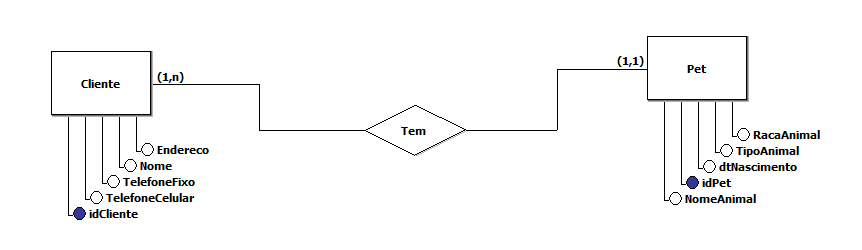 Cliente
(1,n)
Tem
(1,1)
Pet
Endereco
Nome
TelefoneFixo
TelefoneCelular
idCliente
RacaAnimal
TipoAnimal
dtNascimento
idPet
NomeAnimal